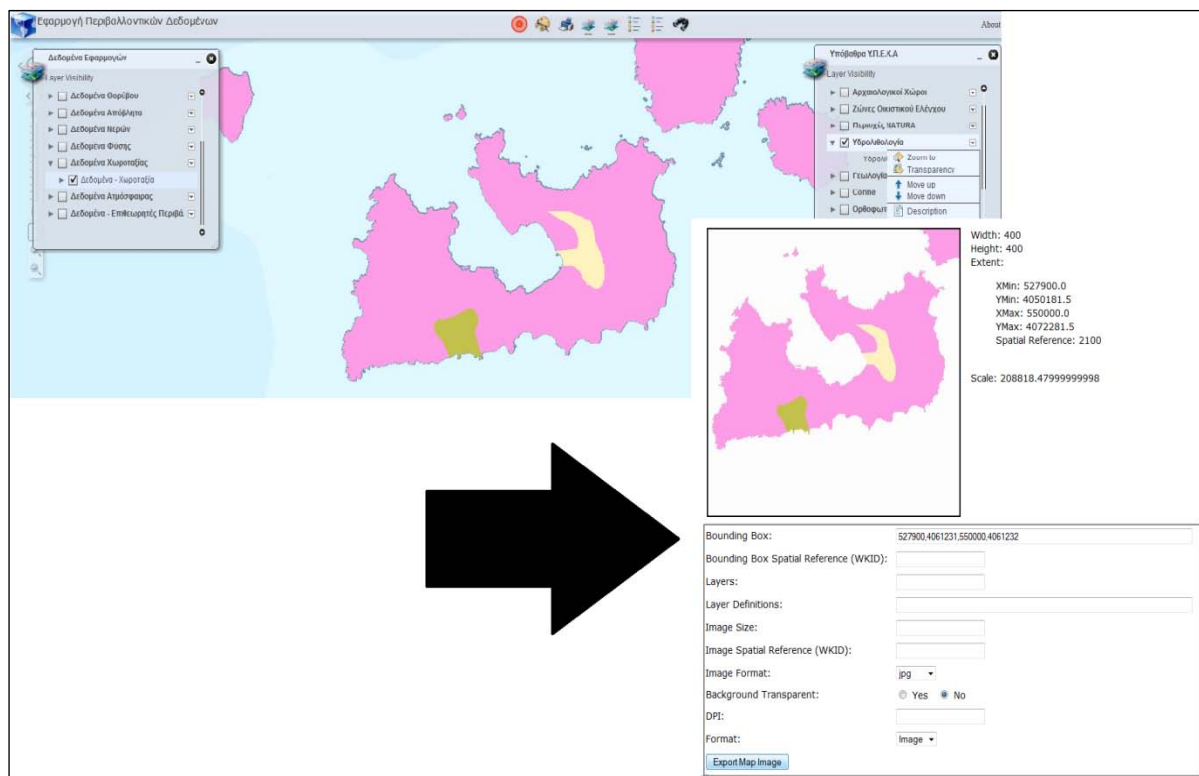 Εφαρμογή Περιβαλλοντικών Δεδομένων
About
Δεδομένα Εφαρμογών
Layer Visibility
Δεδομένα Θορύβου
Δεδομένα Απόβλητα
Δεδομένα Νερών
Δεδομένα Φύσης
Δεδομένα Χωροταξίας
Δεδομένα - Χωροταξία
Δεδομένα Ατμόσφαιρας
Δεδομένα - Επιθεωρητές Περιβά
Υπόβαθρα Υ.Π.Ε.Κ.Α
Layer Visibility
Αρχαιολογικοί Χώροι
Ζώνες Οικιστικού Ελέγχου
Περιοχές NATURA
Υδρολιθολογία
Υδρολι
Zoom to
Transparency
Γεωλογία
Move up
Corine
Move down
Ορθοφωτ
Description
Width: 400
Height: 400
Extent:
XMin: 527900.0
YMin: 4050181.5
XMax: 550000.0
YMax: 4072281.5
Spatial Reference: 2100
Scale: 208818.47999999998
Bounding Box: 527900,4061231,550000,4061232
Bounding Box Spatial Reference (WKID):
Layers:
Layer Definitions:
Image Size:
Image Spatial Reference (WKID):
Image Format: jpg
Background Transparent: Yes No
DPI:
Format: Image
Export Map Image